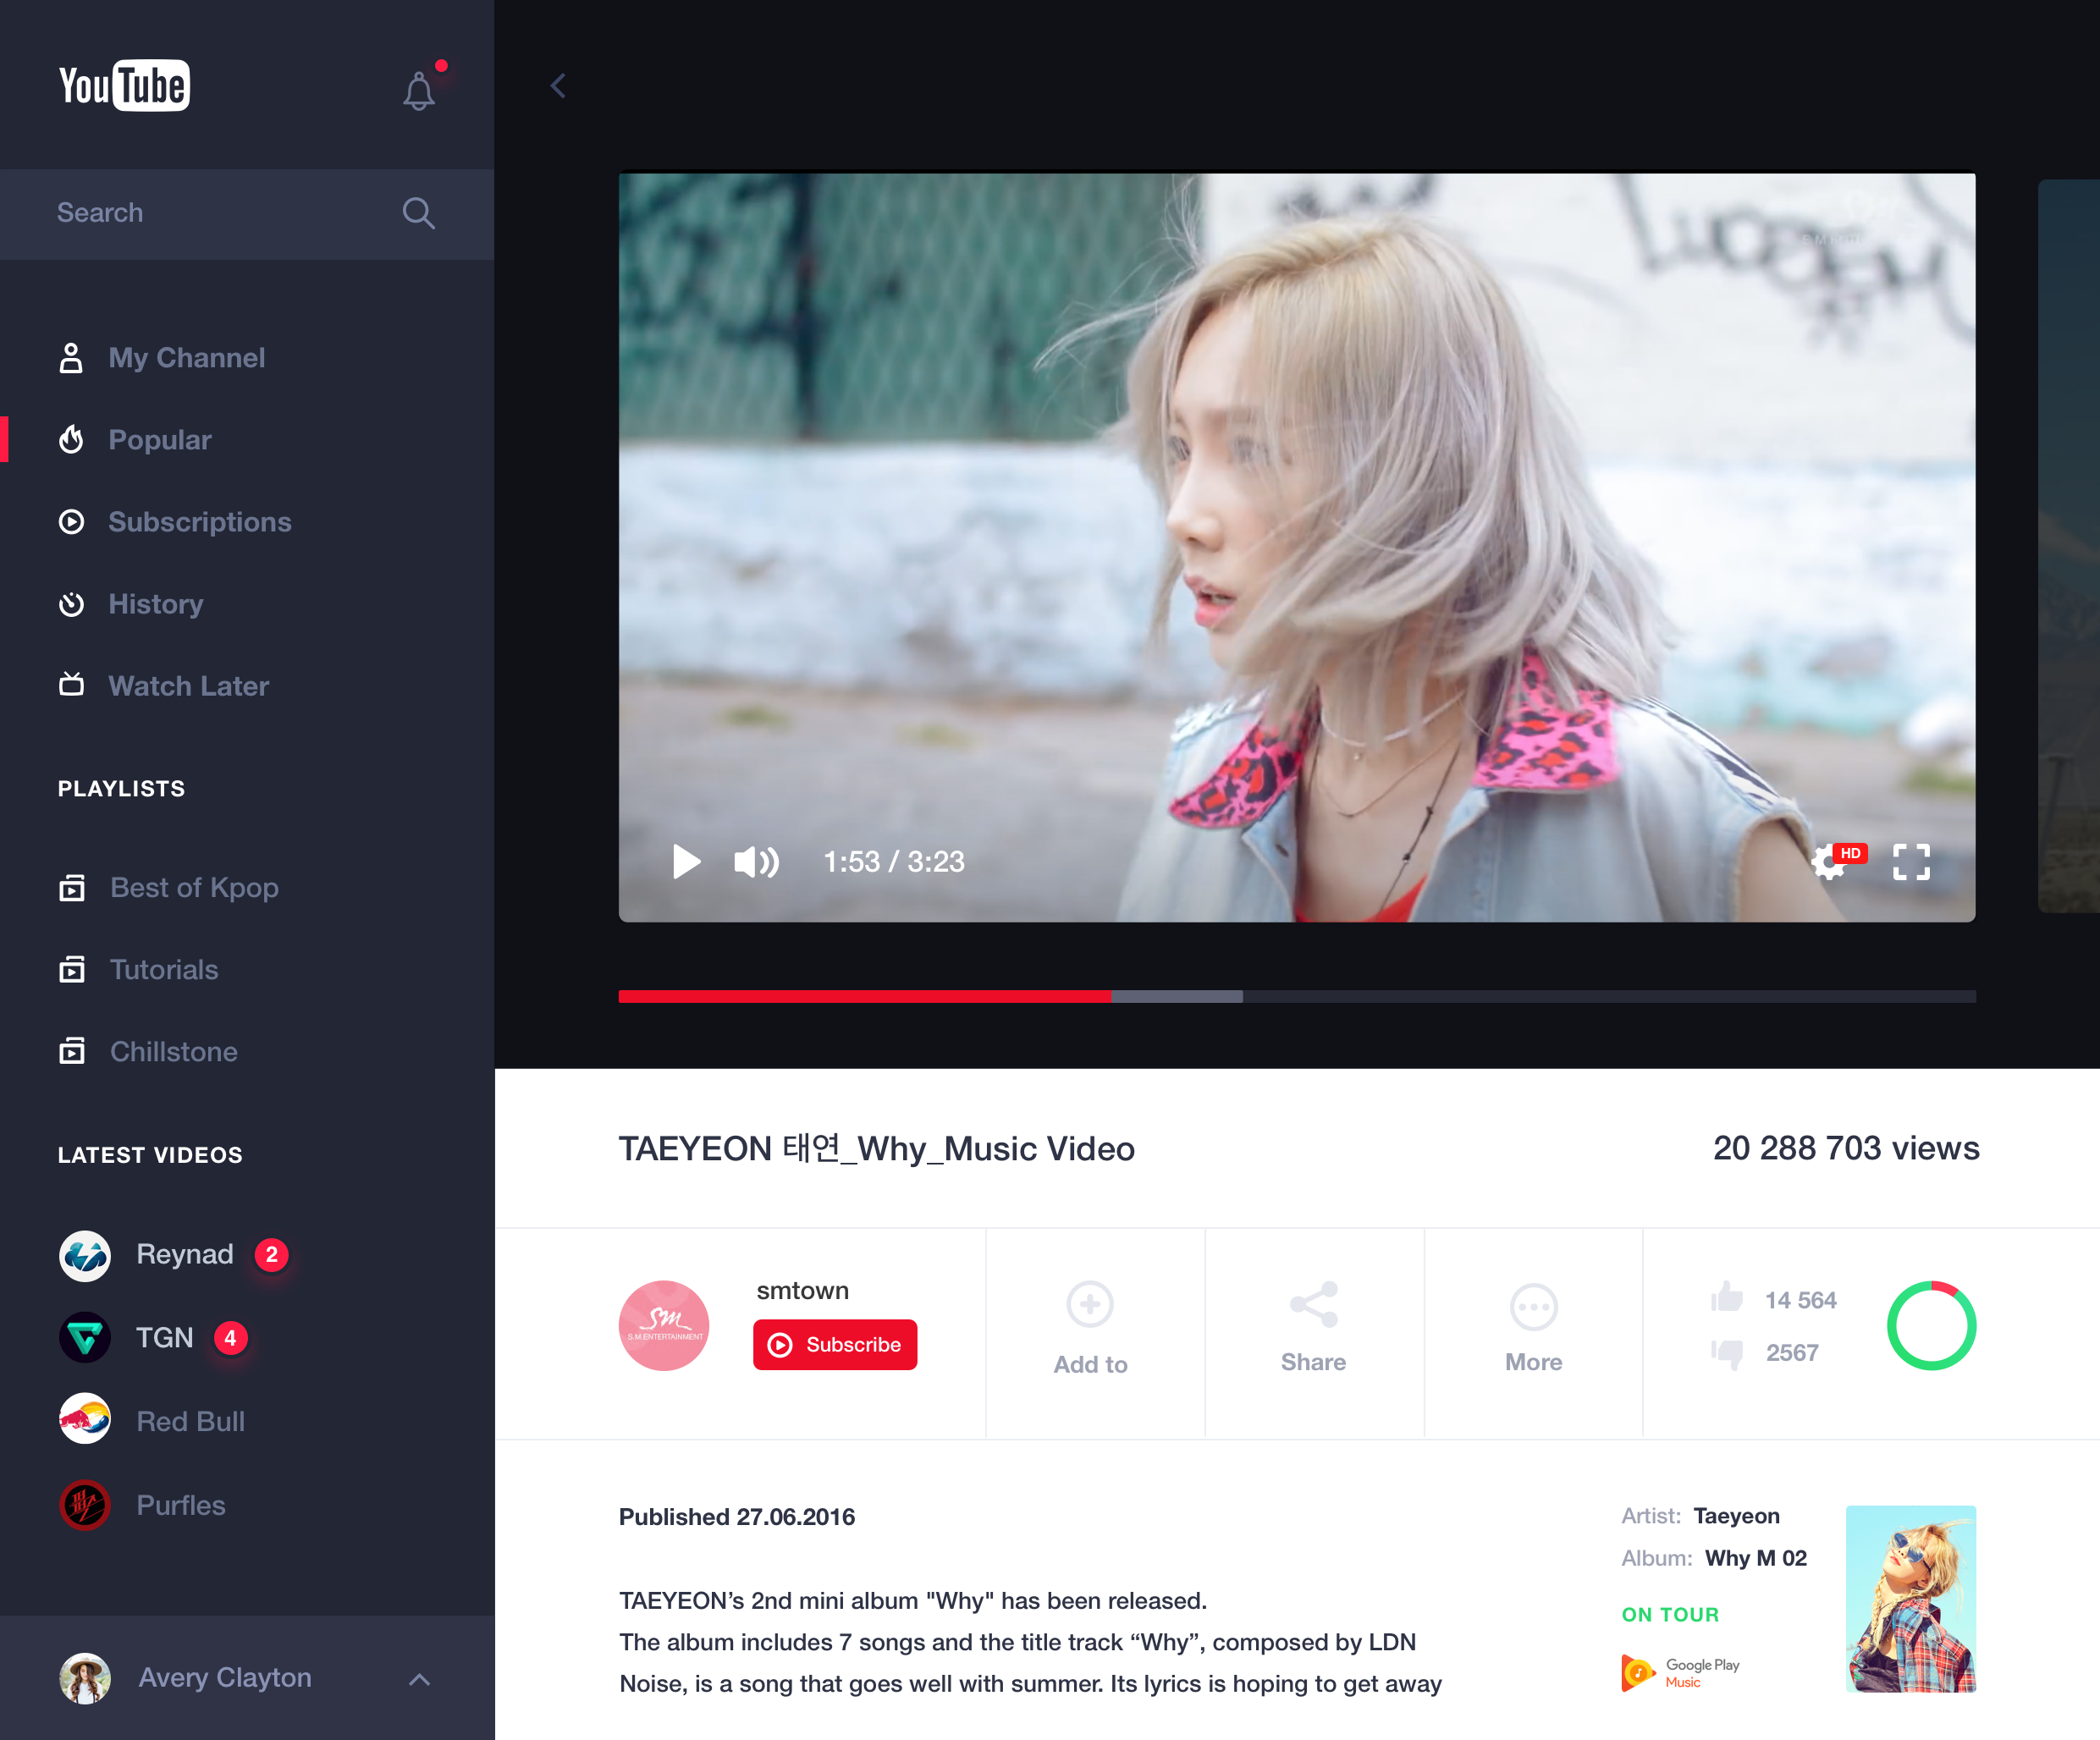 YouTube
Search
My Channel
Popular
Subscriptions
History
Watch Later
PLAYLISTS
Best of Kpop
Tutorials
Chillstone
LATEST VIDEOS
Reynad 2
TGN 4
Red Bull
Purfles
Avery Clayton
1:53 / 3:23
HD
TAEYEON 태연_Why_Music Video
20 288 703 views
SM
S.M.ENTERTAINMENT
smtown
Subscribe
Add to
Share
More
14 564
2567
Published 27.06.2016
TAEYEON’s 2nd mini album "Why" has been released.
The album includes 7 songs and the title track “Why”, composed by LDN
Noise, is a song that goes well with summer. Its lyrics is hoping to get away
Artist: Taeyeon
Album: Why M 02
ON TOUR
Google Play
Music